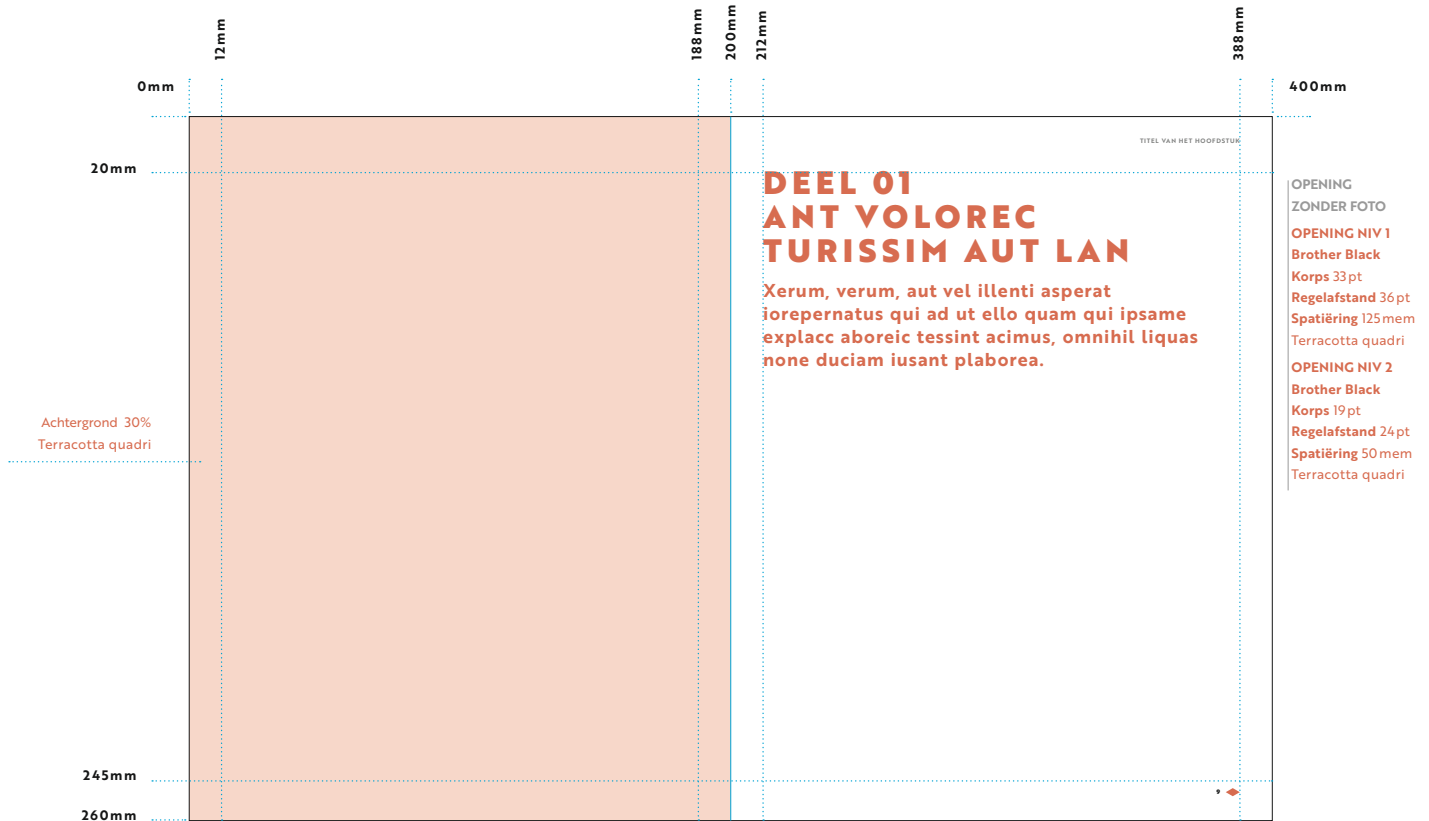 12mm
188mm
200mm
212mm
388mm
0mm
400mm
TITEL VAN HET HOOFDSTUK
20mm
DEEL 01
ANT VOLOREC
TURISSIM AUT LAN
Xerum, verum, aut vel illenti asperat
iorepernatus qui ad ut ello quam qui ipsame
explacc aboreic tessint acimus, omnihil liquas
none duciam iusant plaborea.
OPENING
ZONDER FOTO
OPENING NIV 1
Brother Black
Korps 33 pt
Regelafstand 36 pt
Spatiëring 125 mem
Terracotta quadri
OPENING NIV 2
Brother Black
Korps 19 pt
Regelafstand 24 pt
Spatiëring 50 mem
Terracotta quadri
Achtergrond 30%
Terracotta quadri
245mm
9
260mm